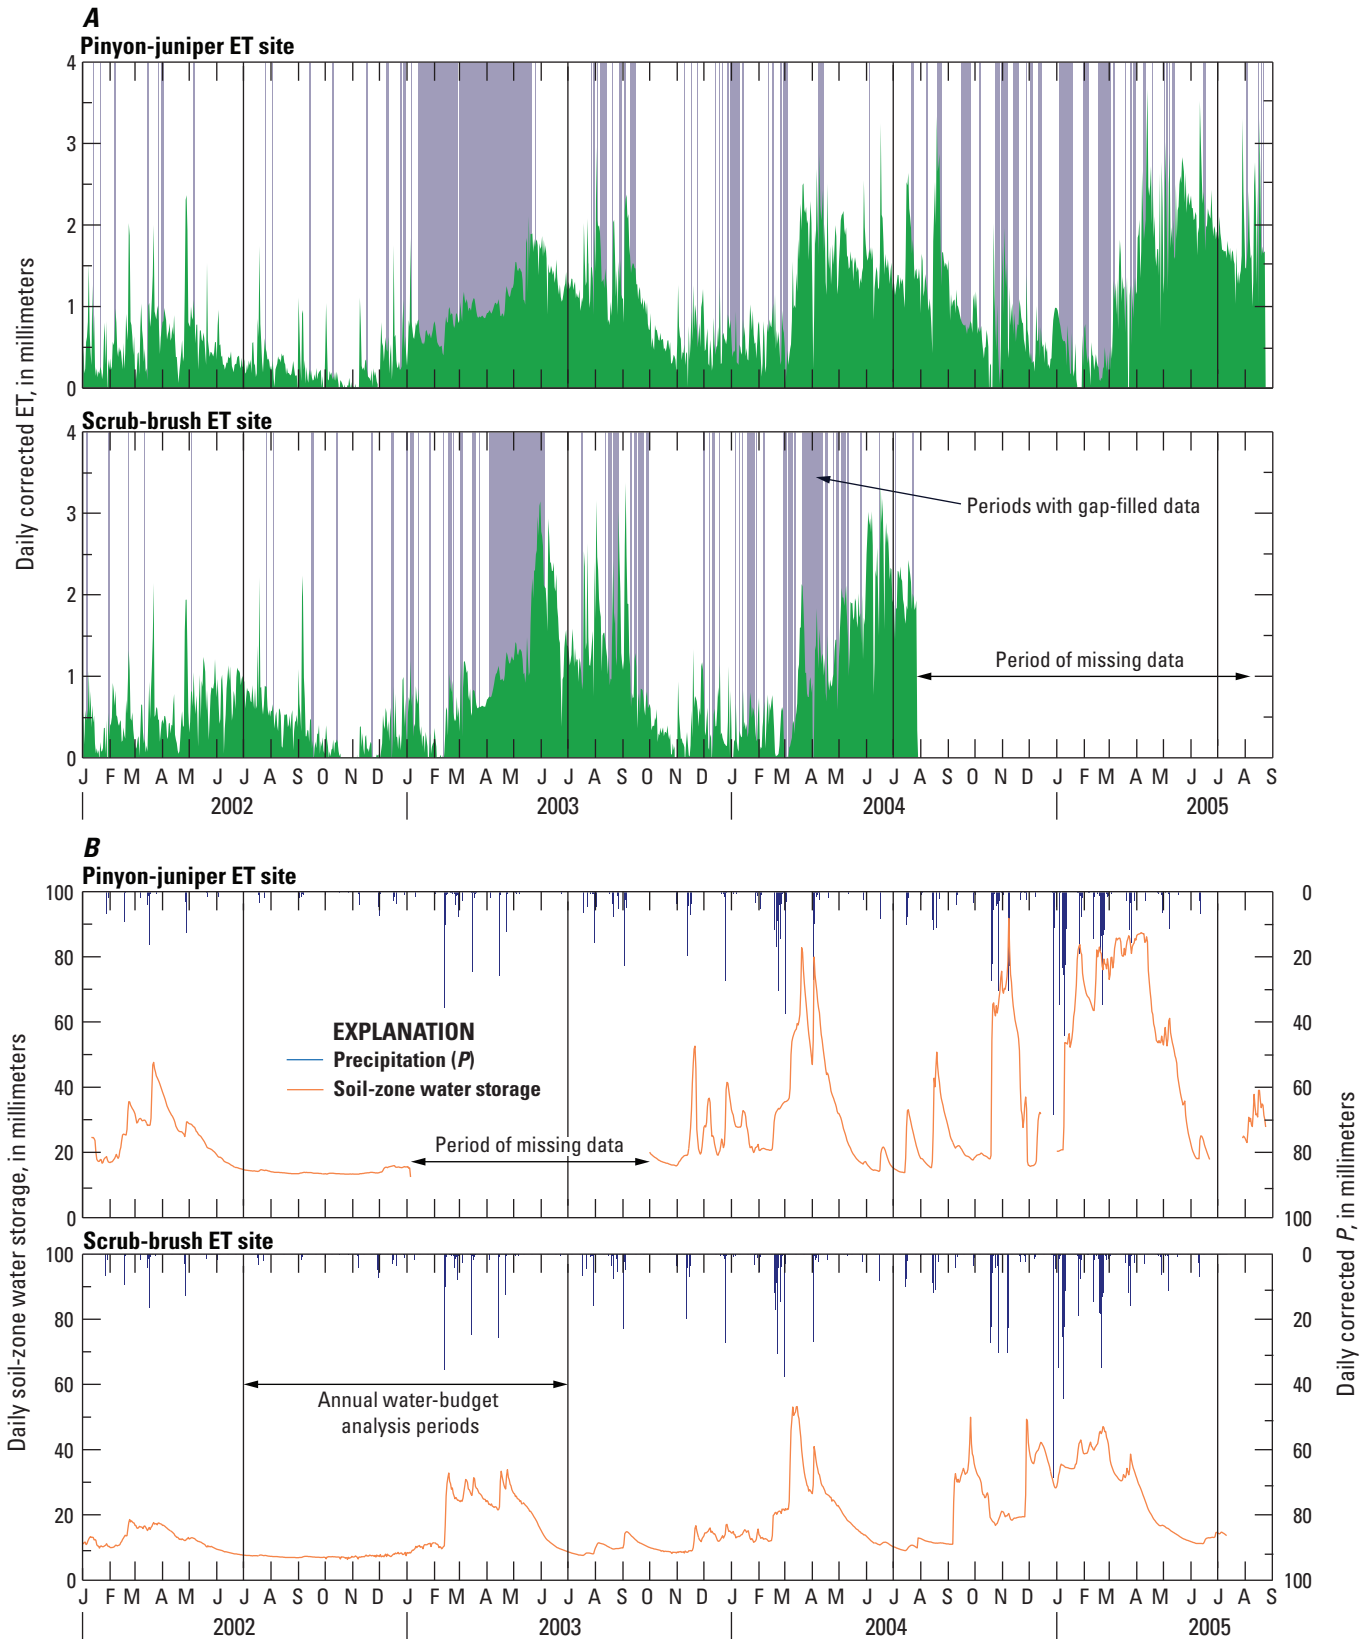 A
Pinyon-juniper ET site
4
3
2
1
0
Daily corrected ET, in millimeters
Scrub-brush ET site
4
3
2
1
0
Periods with gap-filled data
Period of missing data
J F M A M J J A S O N D J F M A M J J A S O N D J F M A M J J A S O N D J F M A M J J A S
2002 2003 2004 2005
B
Pinyon-juniper ET site
100 0
80 20
60 40
40 60
20 80
0 100
EXPLANATION
Precipitation (P)
Soil-zone water storage
Period of missing data
Daily soil-zone water storage, in millimeters
Daily corrected P, in millimeters
Scrub-brush ET site
100 0
80 20
60 40
40 60
20 80
0 100
Annual water-budget
analysis periods
J F M A M J J A S O N D J F M A M J J A S O N D J F M A M J J A S O N D J F M A M J J A S
2002 2003 2004 2005